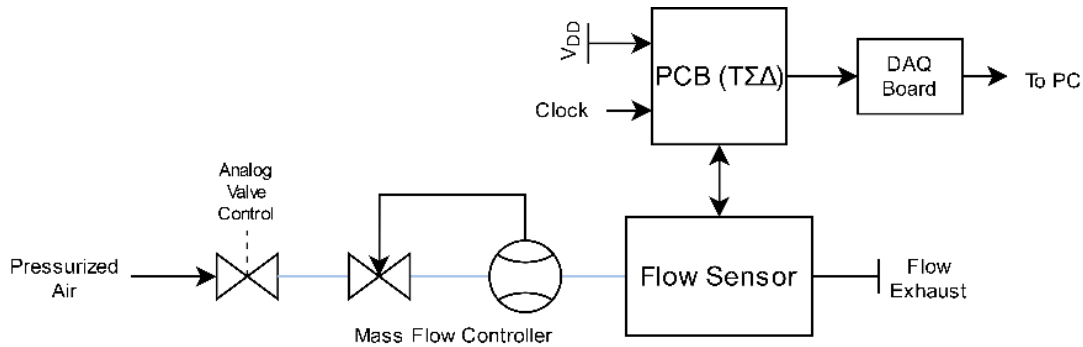 V_DD
PCB (TΣΔ)
DAQ
Board
To PC
Clock
Analog
Valve
Control
Pressurized
Air
Flow Sensor
Flow
Exhaust
Mass Flow Controller